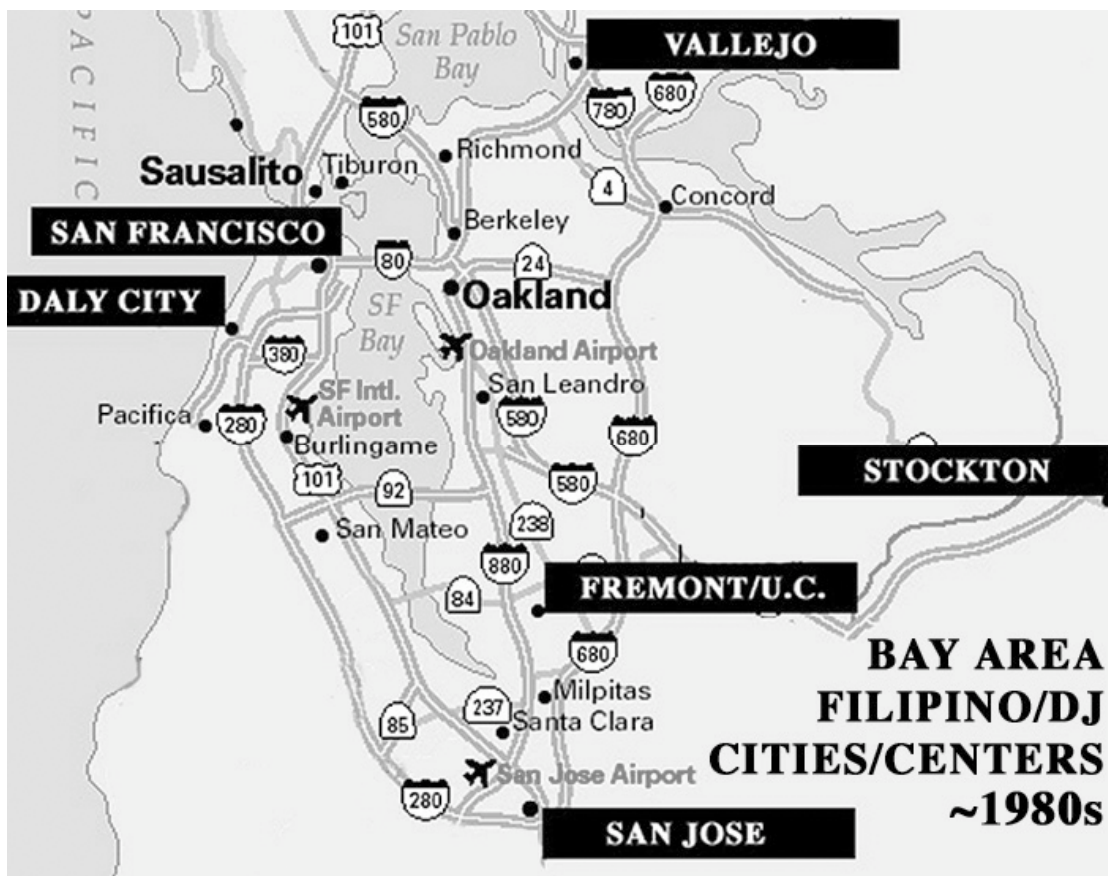 PACIFIC
101
San Pablo
Bay
VALLEJO
580
780
680
Richmond
Sausalito
Tiburon
4
Concord
Berkeley
SAN FRANCISCO
80
24
DALY CITY
SF
Bay
Oakland
380
Oakland Airport
SF Intl.
Airport
San Leandro
Pacifica
280
580
680
Burlingame
101
92
580
STOCKTON
238
San Mateo
880
84
FREMONT/U.C.
680
BAY AREA
FILIPINO/DJ
CITIES/CENTERS
~1980s
Milpitas
237
85
Santa Clara
San Jose Airport
280
SAN JOSE